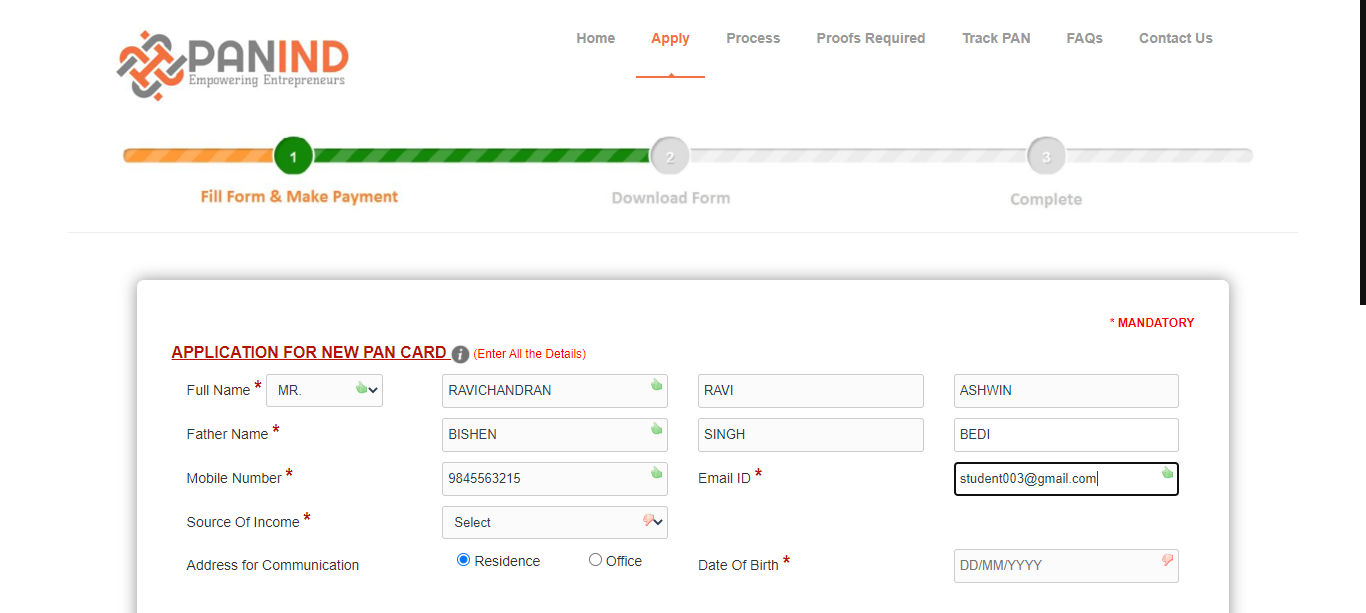 PANIND
Empowering Entrepreneurs
Home Apply Process Proofs Required Track PAN FAQs Contact Us
1 2 3
Fill Form & Make Payment Download Form Complete
* MANDATORY
APPLICATION FOR NEW PAN CARD i (Enter All the Details)
Full Name * MR. RAVICHANDRAN RAVI ASHWIN
Father Name * BISHEN SINGH BEDI
Mobile Number * 9845563215 Email ID * student003@gmail.com
Source Of Income * Select
Address for Communication Residence Office Date Of Birth * DD/MM/YYYY